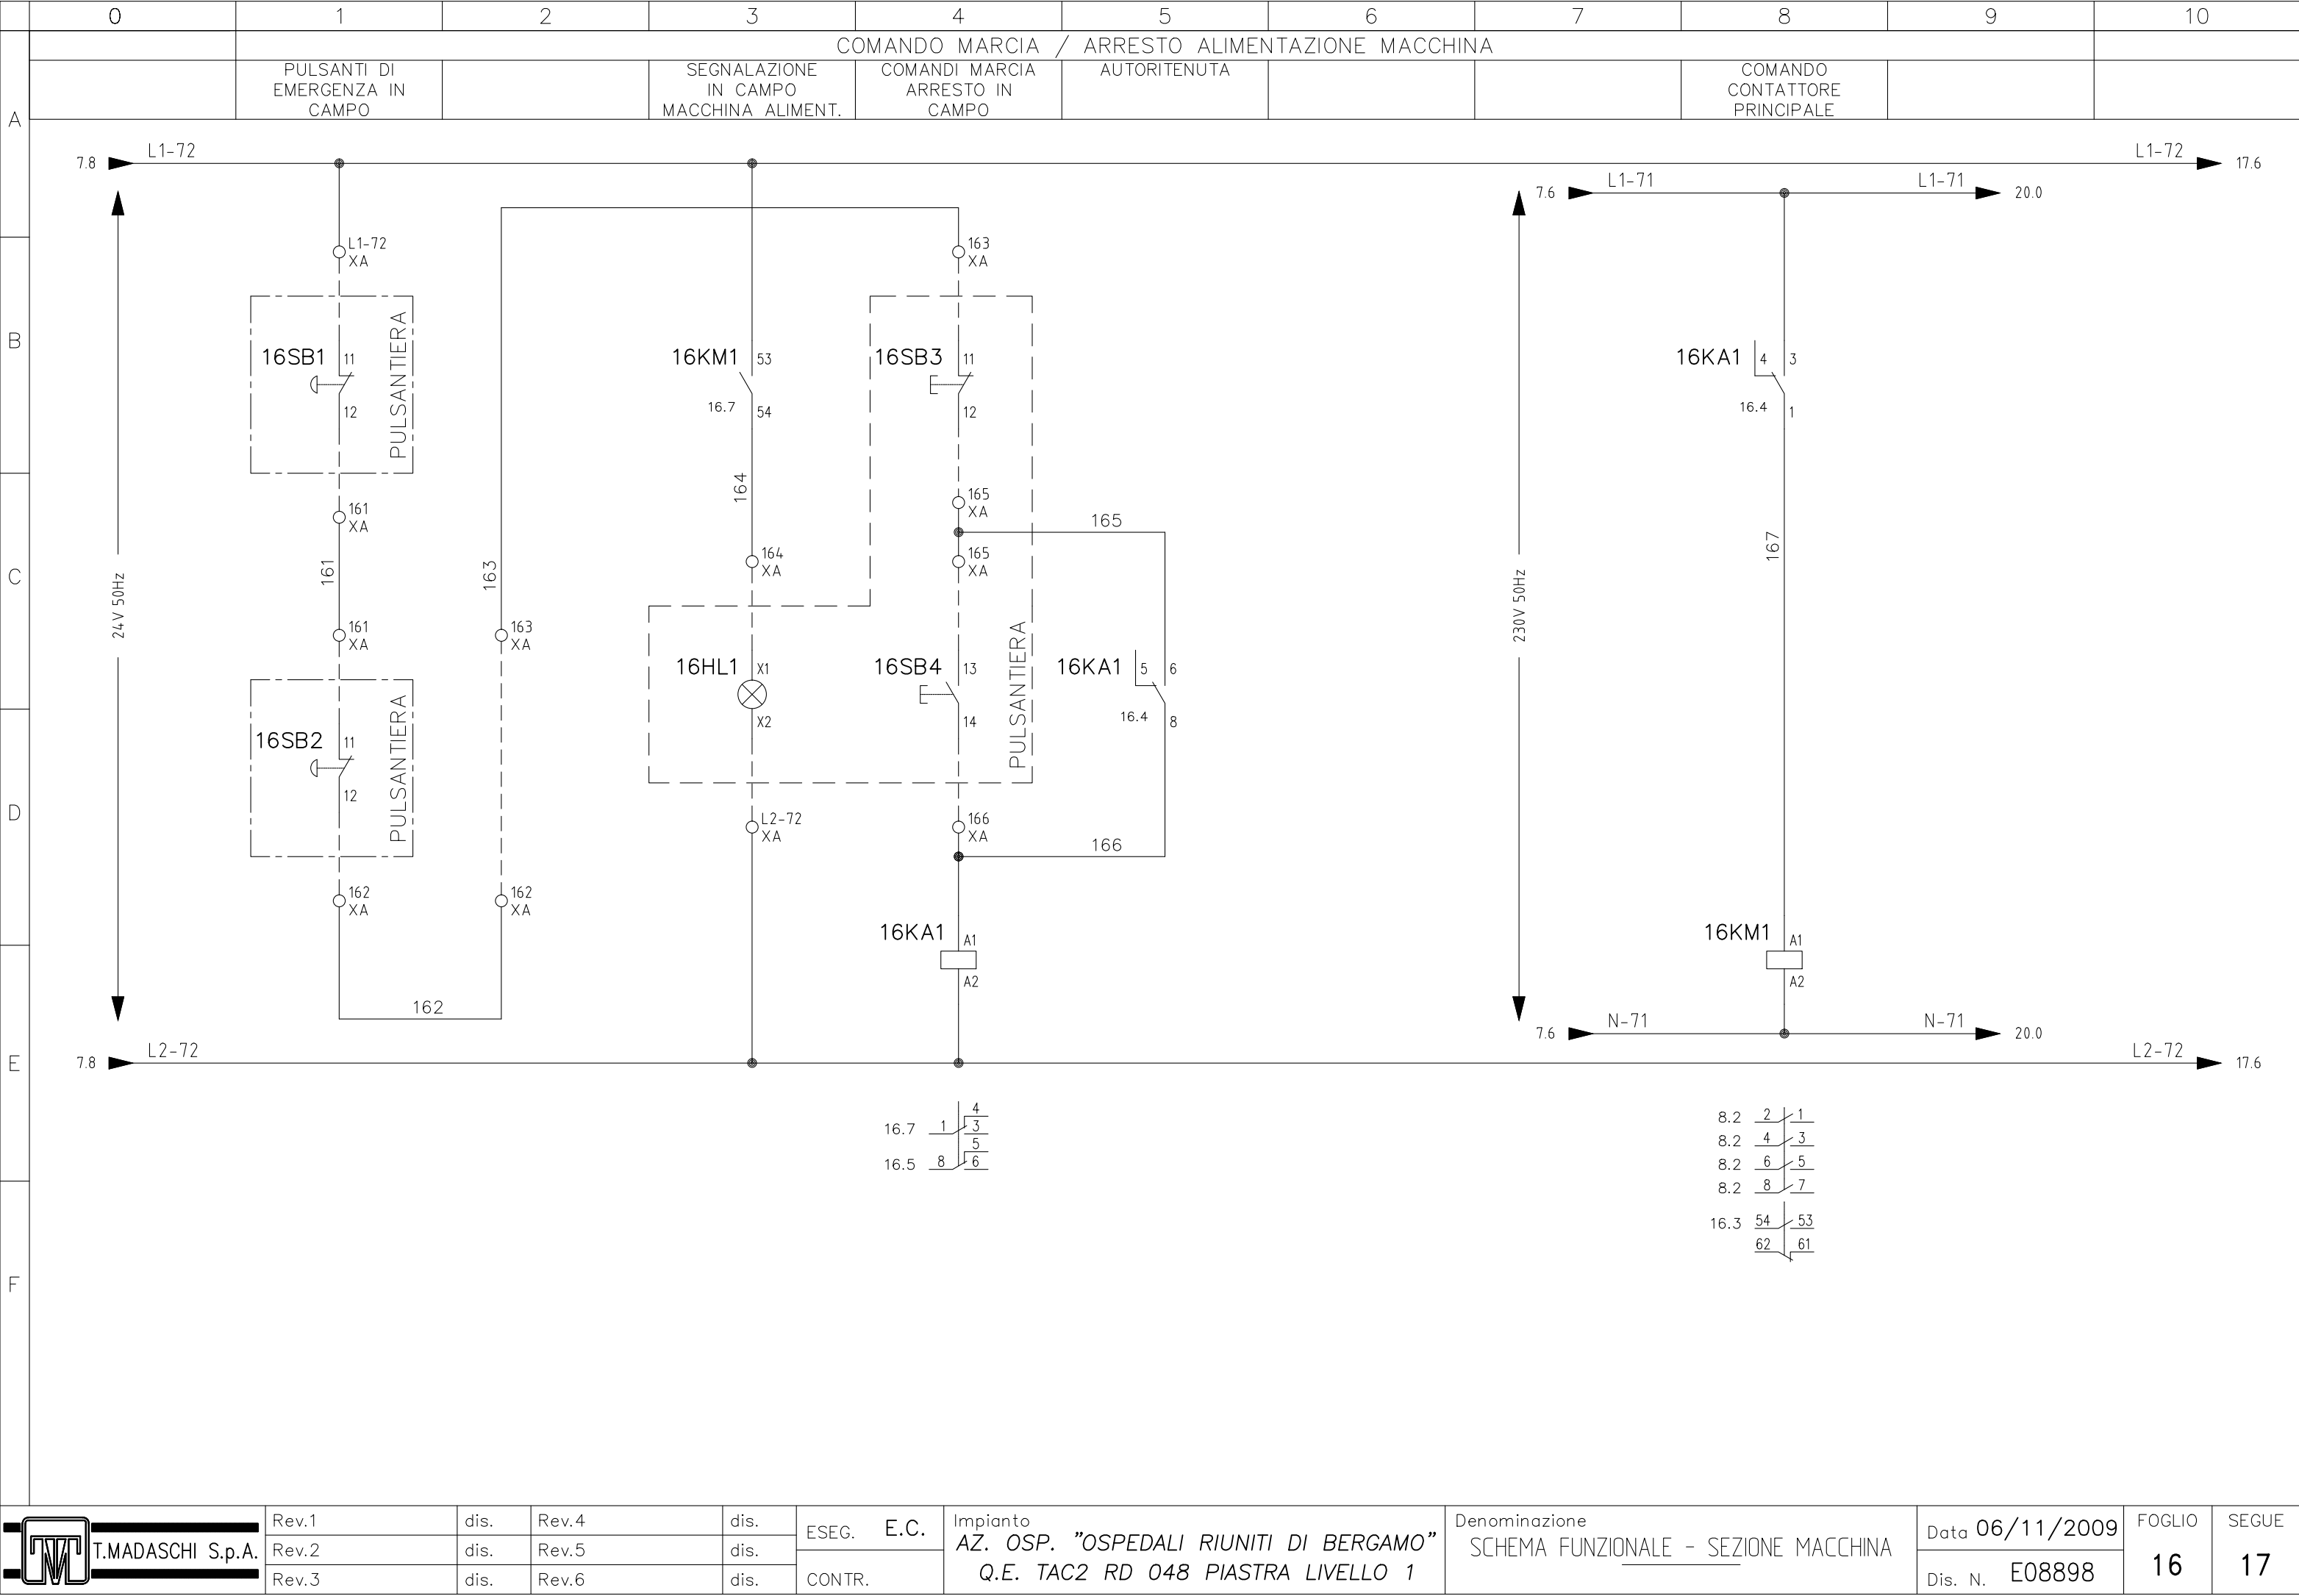 0 1 2 3 4 5 6 7 8 9 10
COMANDO MARCIA / ARRESTO ALIMENTAZIONE MACCHINA
PULSANTI DI
EMERGENZA IN
CAMPO
SEGNALAZIONE
IN CAMPO
MACCHINA ALIMENT.
COMANDI MARCIA
ARRESTO IN
CAMPO
AUTORITENUTA
COMANDO
CONTATTORE
PRINCIPALE
A
7.8 L1-72 L1-72 17.6
7.6 L1-71 L1-71 20.0
L1-72
XA
163
XA
B
PULSANTIERA
16SB1 11
12
16KM1 53
16.7 54
16SB3 11
12
16KA1 4 3
16.4 1
164
161
XA
165
XA
165
C
24V 50Hz
161
163
164
XA
165
XA
167
230V 50Hz
161
XA
163
XA
PULSANTIERA
16HL1 X1
X2
16SB4 13
14
16KA1 5 6
16.4 8
PULSANTIERA
16SB2 11
12
D
L2-72
XA
166
XA
166
162
XA
162
XA
16KA1 A1
A2
16KM1 A1
A2
162
7.6 N-71 N-71 20.0
E
7.8 L2-72 L2-72 17.6
4
16.7 1 3
5
16.5 8 6
8.2 2 1
8.2 4 3
8.2 6 5
8.2 8 7
16.3 54 53
62 61
F
T.MADASCHI S.p.A.
Rev.1 dis. Rev.4 dis.
Rev.2 dis. Rev.5 dis.
Rev.3 dis. Rev.6 dis.
ESEG. E.C.
CONTR.
Impianto
AZ. OSP. "OSPEDALI RIUNITI DI BERGAMO"
Q.E. TAC2 RD 048 PIASTRA LIVELLO 1
Denominazione
SCHEMA FUNZIONALE - SEZIONE MACCHINA
Data 06/11/2009
Dis. N. E08898
FOGLIO
16
SEGUE
17